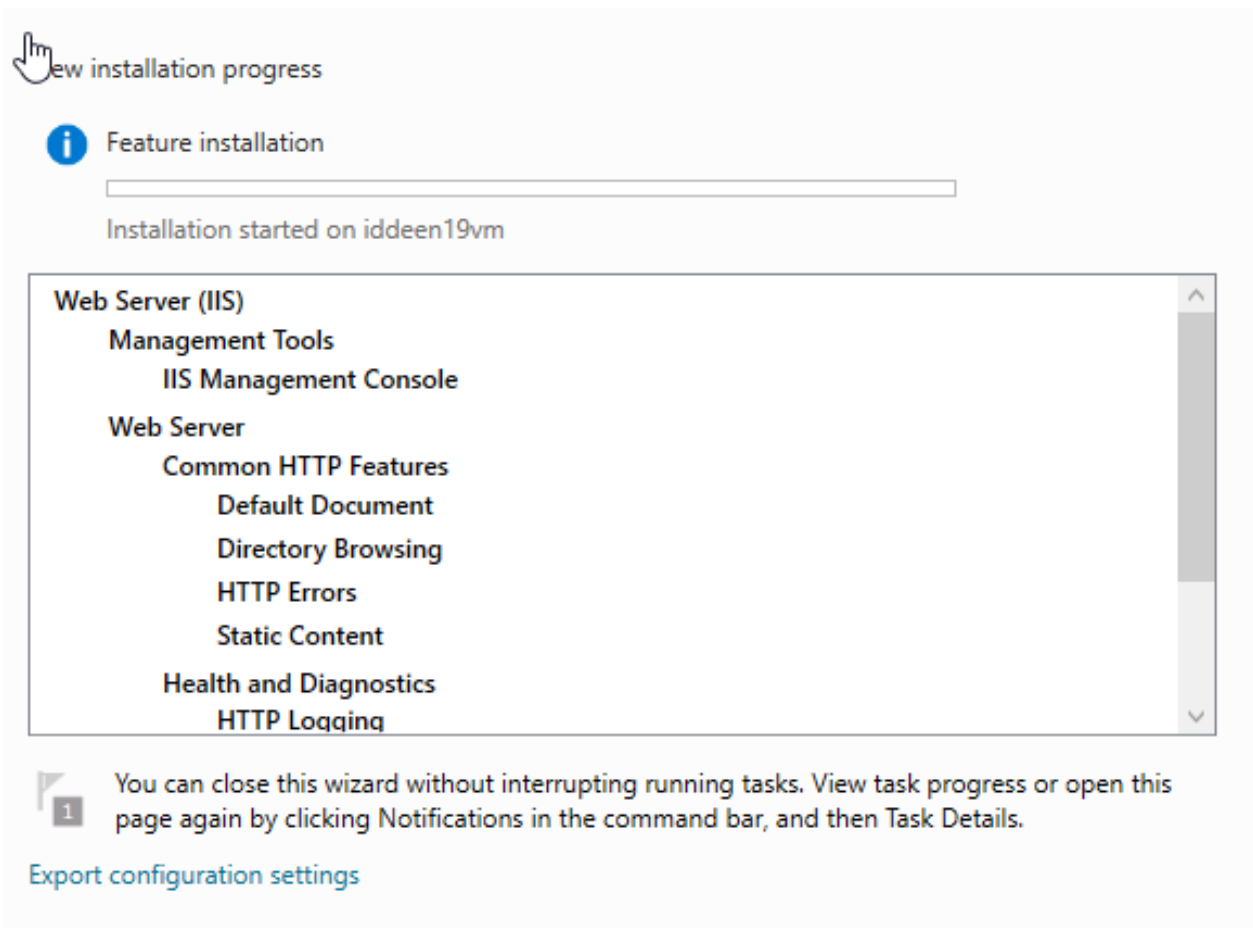 ew installation progress
Feature installation
Installation started on iddeen19vm
Web Server (IIS)
Management Tools
IIS Management Console
Web Server
Common HTTP Features
Default Document
Directory Browsing
HTTP Errors
Static Content
Health and Diagnostics
HTTP Logging
You can close this wizard without interrupting running tasks. View task progress or open this
1
page again by clicking Notifications in the command bar, and then Task Details.
Export configuration settings